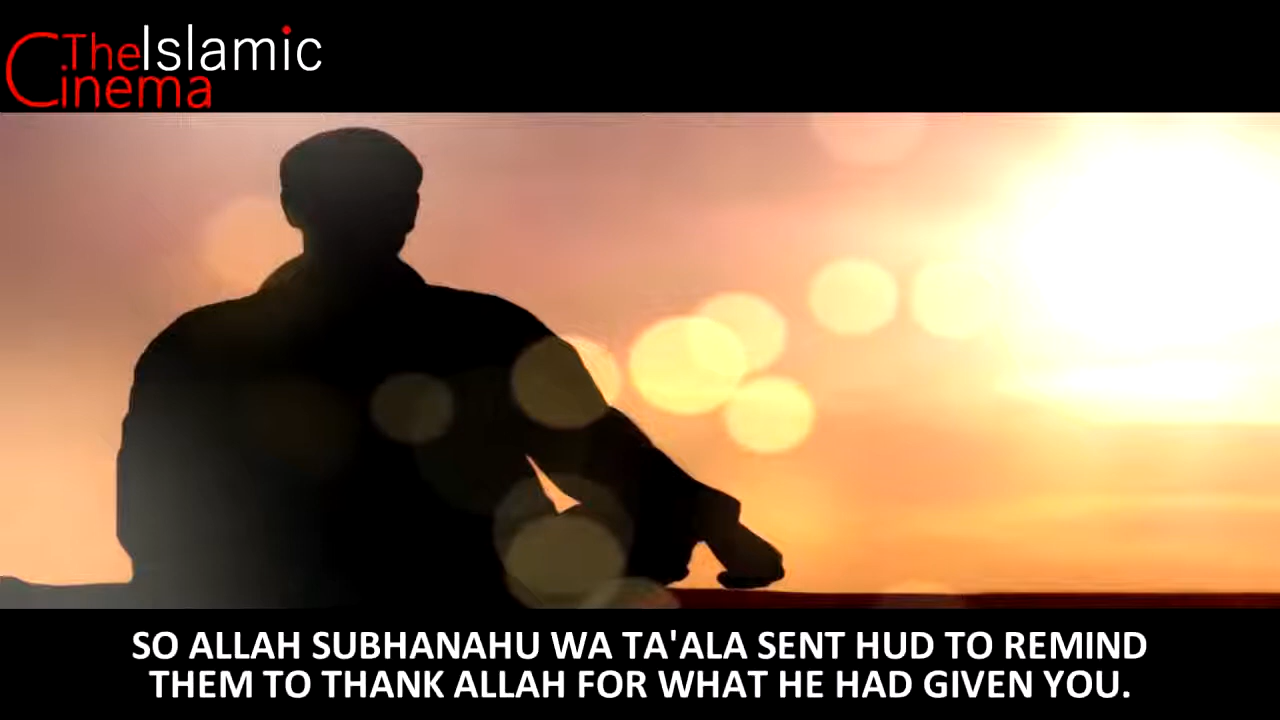 TheIslamic
Cinema
SO ALLAH SUBHANAHU WA TA'ALA SENT HUD TO REMIND
THEM TO THANK ALLAH FOR WHAT HE HAD GIVEN YOU.